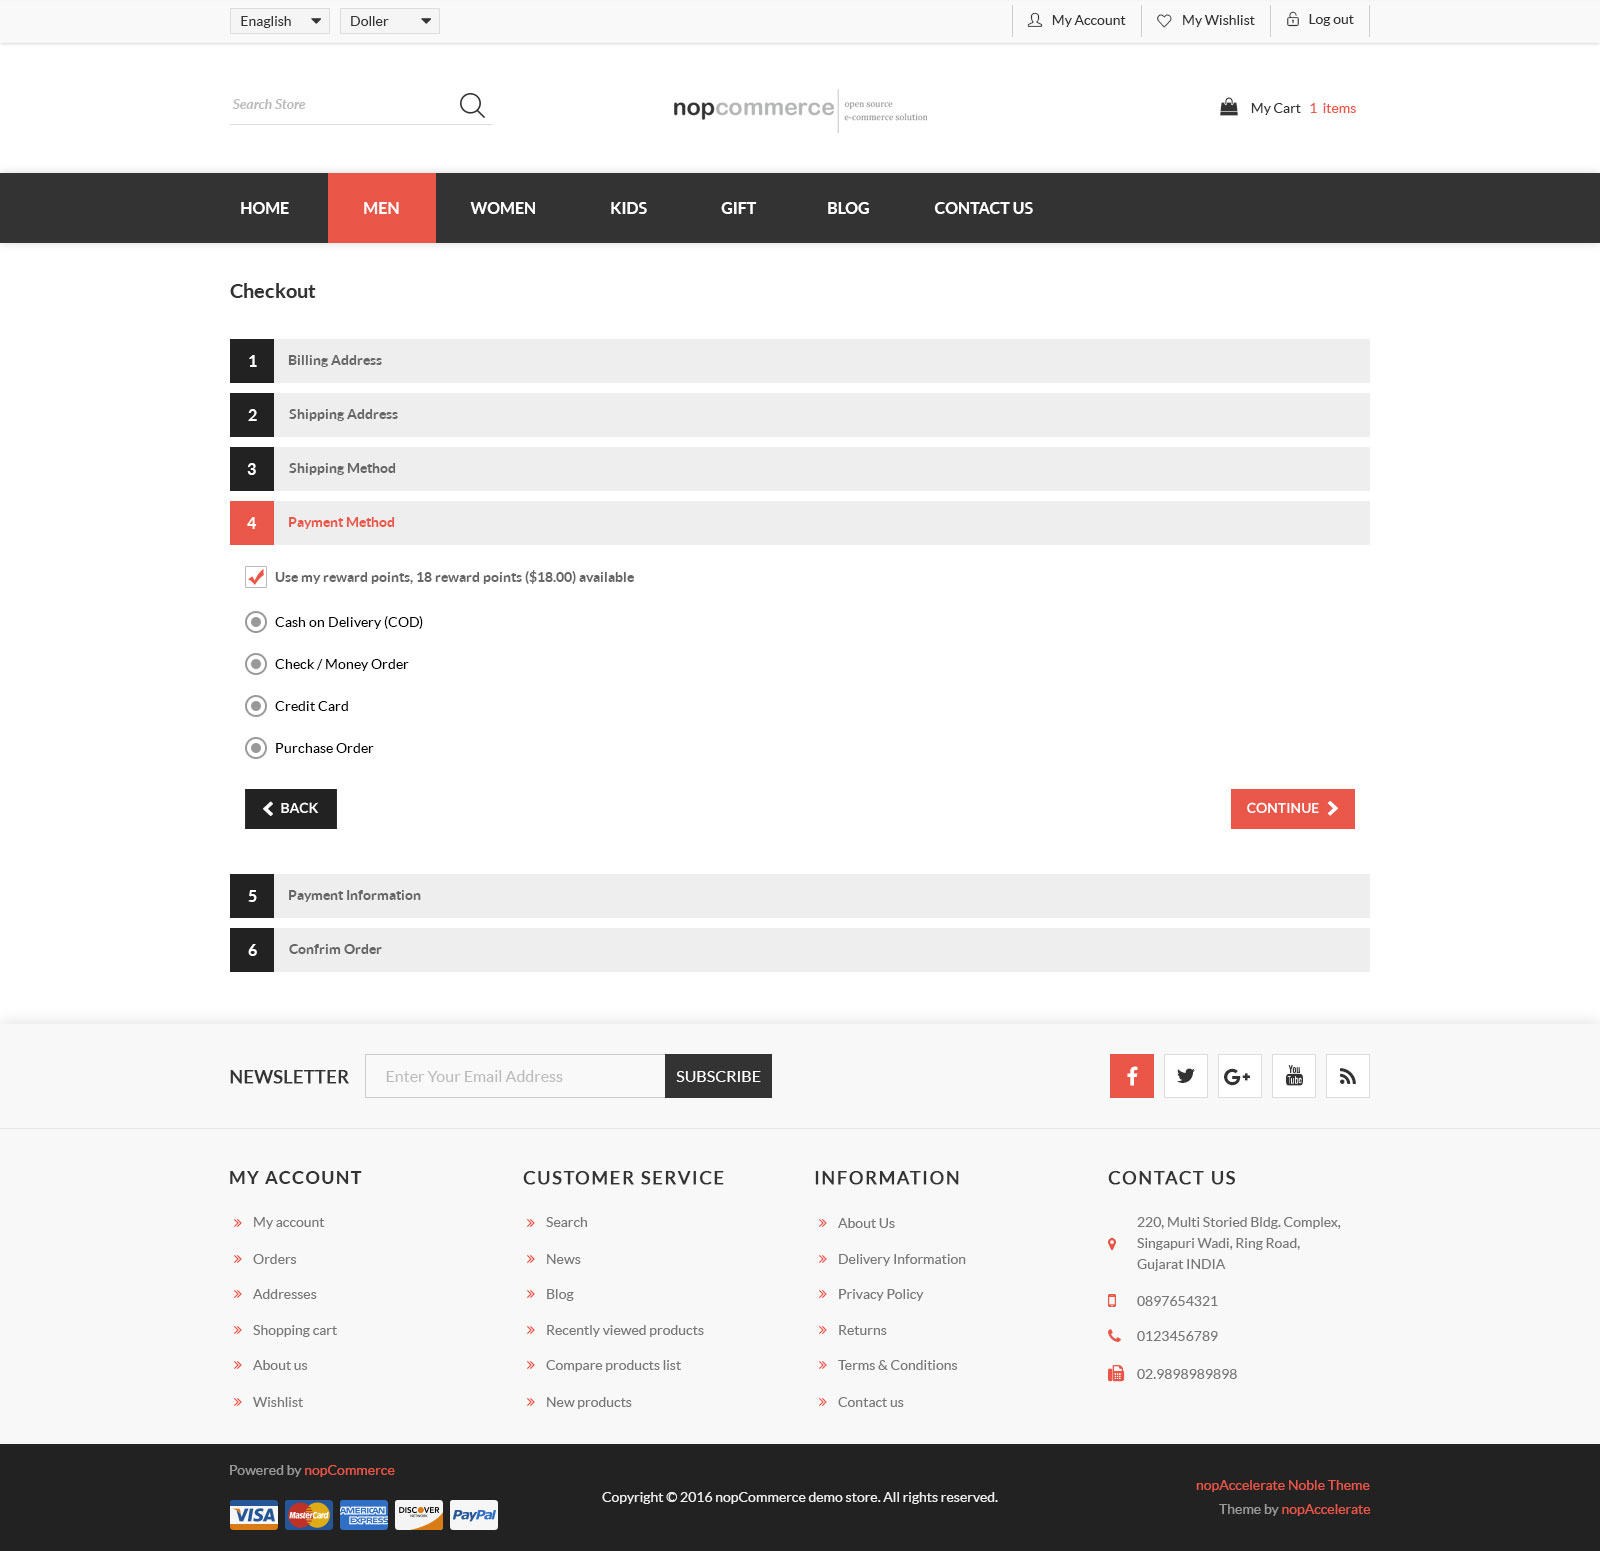 Enaglish
Doller
My Account
My Wishlist
Log out
Search Store
nopcommerce
open source
e-commerce solution
My Cart 1 items
HOME
MEN
WOMEN
KIDS
GIFT
BLOG
CONTACT US
Checkout
1 Billing Address
2 Shipping Address
3 Shipping Method
4 Payment Method
Use my reward points, 18 reward points ($18.00) available
Cash on Delivery (COD)
Check / Money Order
Credit Card
Purchase Order
BACK
CONTINUE
5 Payment Information
6 Confrim Order
NEWSLETTER
Enter Your Email Address
SUBSCRIBE
f
G+
You
Tube
MY ACCOUNT
My account
Orders
Addresses
Shopping cart
About us
Wishlist
CUSTOMER SERVICE
Search
News
Blog
Recently viewed products
Compare products list
New products
INFORMATION
About Us
Delivery Information
Privacy Policy
Returns
Terms & Conditions
Contact us
CONTACT US
220, Multi Storied Bldg. Complex,
Singapuri Wadi, Ring Road,
Gujarat INDIA
0897654321
0123456789
02.9898989898
Powered by nopCommerce
VISA
MasterCard
AMERICAN
EXPRESS
DISCOVER
NETWORK
PayPal
Copyright © 2016 nopCommerce demo store. All rights reserved.
nopAccelerate Noble Theme
Theme by nopAccelerate